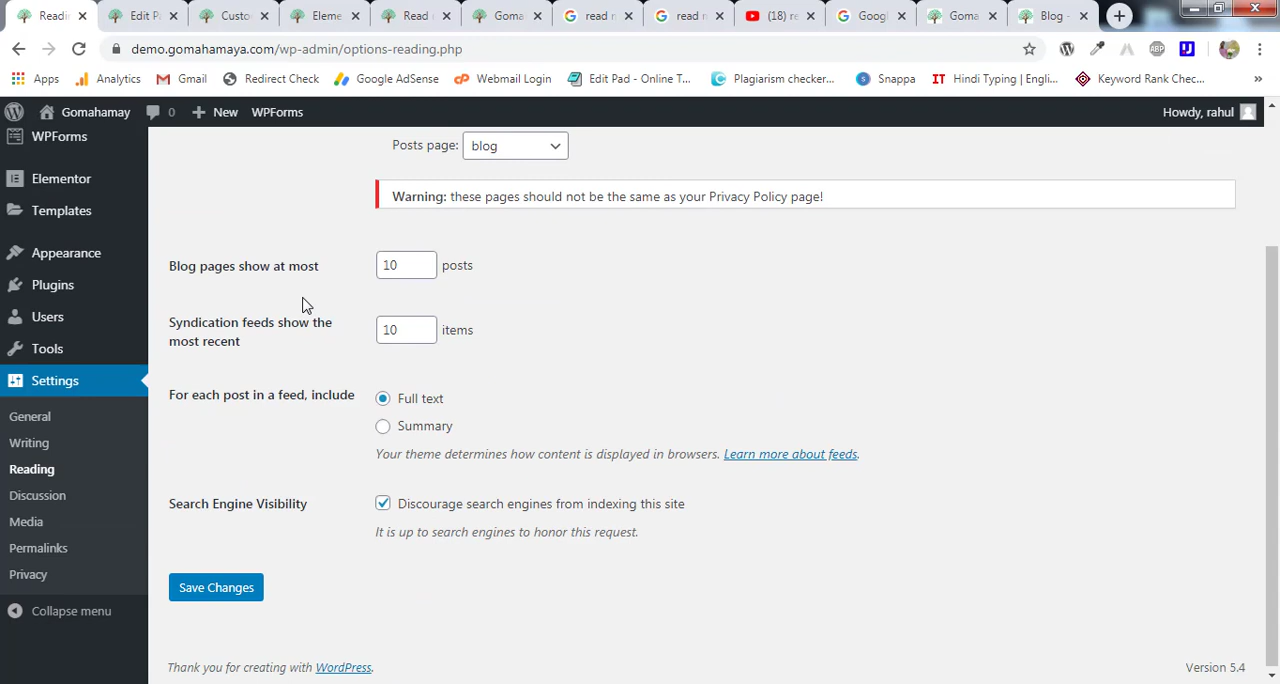 Readin
Edit P
Custo
Eleme
Read
Goma
read n
read n
(18) re
Googl
Goma
Blog -
demo.gomahamaya.com/wp-admin/options-reading.php
Apps
Analytics
Gmail
Redirect Check
Google AdSense
Webmail Login
Edit Pad - Online T...
Plagiarism checker...
Snappa
Hindi Typing | Engli...
Keyword Rank Chec...
»
Gomahamay
0
New
WPForms
Howdy, rahul
WPForms
Elementor
Templates
Appearance
Plugins
Users
Tools
Settings
General
Writing
Reading
Discussion
Media
Permalinks
Privacy
Collapse menu
Posts page: blog
Warning: these pages should not be the same as your Privacy Policy page!
Blog pages show at most 10 posts
Syndication feeds show the
most recent
10 items
For each post in a feed, include
Full text
Summary
Your theme determines how content is displayed in browsers. Learn more about feeds.
Search Engine Visibility
Discourage search engines from indexing this site
It is up to search engines to honor this request.
Save Changes
Thank you for creating with WordPress.
Version 5.4